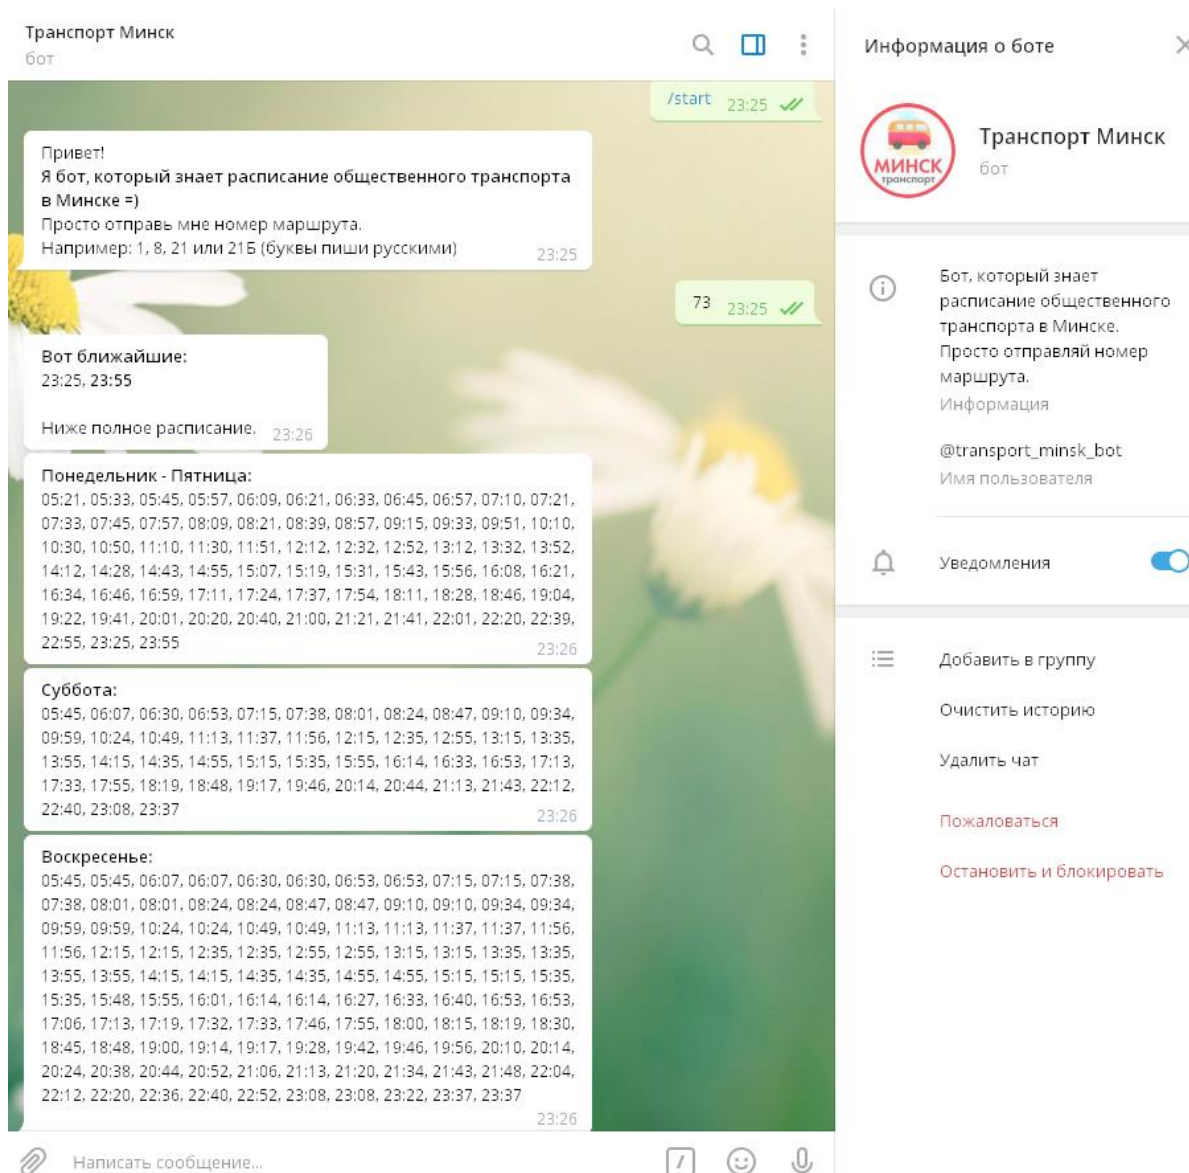 Транспорт Минск
бот
/start 23:25
Привет!
Я бот, который знает расписание общественного транспорта
в Минске =)
Просто отправь мне номер маршрута.
Например: 1, 8, 21 или 21Б (буквы пиши русскими)
23:25
73 23:25
Вот ближайшие:
23:25, 23:55
Ниже полное расписание. 23:26
Понедельник - Пятница:
05:21, 05:33, 05:45, 05:57, 06:09, 06:21, 06:33, 06:45, 06:57, 07:10, 07:21,
07:33, 07:45, 07:57, 08:09, 08:21, 08:39, 08:57, 09:15, 09:33, 09:51, 10:10,
10:30, 10:50, 11:10, 11:30, 11:51, 12:12, 12:32, 12:52, 13:12, 13:32, 13:52,
14:12, 14:28, 14:43, 14:55, 15:07, 15:19, 15:31, 15:43, 15:56, 16:08, 16:21,
16:34, 16:46, 16:59, 17:11, 17:24, 17:37, 17:54, 18:11, 18:28, 18:46, 19:04,
19:22, 19:41, 20:01, 20:20, 20:40, 21:00, 21:21, 21:41, 22:01, 22:20, 22:39,
22:55, 23:25, 23:55
23:26
Суббота:
05:45, 06:07, 06:30, 06:53, 07:15, 07:38, 08:01, 08:24, 08:47, 09:10, 09:34,
09:59, 10:24, 10:49, 11:13, 11:37, 11:56, 12:15, 12:35, 12:55, 13:15, 13:35,
13:55, 14:15, 14:35, 14:55, 15:15, 15:35, 15:55, 16:14, 16:33, 16:53, 17:13,
17:33, 17:55, 18:19, 18:48, 19:17, 19:46, 20:14, 20:44, 21:13, 21:43, 22:12,
22:40, 23:08, 23:37
23:26
Воскресенье:
05:45, 05:45, 06:07, 06:07, 06:30, 06:30, 06:53, 06:53, 07:15, 07:15, 07:38,
07:38, 08:01, 08:01, 08:24, 08:24, 08:47, 08:47, 09:10, 09:10, 09:34, 09:34,
09:59, 09:59, 10:24, 10:24, 10:49, 10:49, 11:13, 11:13, 11:37, 11:37, 11:56,
11:56, 12:15, 12:15, 12:35, 12:35, 12:55, 12:55, 13:15, 13:15, 13:35, 13:35,
13:55, 13:55, 14:15, 14:15, 14:35, 14:35, 14:55, 14:55, 15:15, 15:15, 15:35,
15:35, 15:48, 15:55, 16:01, 16:14, 16:14, 16:27, 16:33, 16:40, 16:53, 16:53,
17:06, 17:13, 17:19, 17:32, 17:33, 17:46, 17:55, 18:00, 18:15, 18:19, 18:30,
18:45, 18:48, 19:00, 19:14, 19:17, 19:28, 19:42, 19:46, 19:56, 20:10, 20:14,
20:24, 20:38, 20:44, 20:52, 21:06, 21:13, 21:20, 21:34, 21:43, 21:48, 22:04,
22:12, 22:20, 22:36, 22:40, 22:52, 23:08, 23:08, 23:22, 23:37, 23:37
23:26
Написать сообщение...
Информация о боте
МИНСК
транспорт
Транспорт Минск
бот
Бот, который знает
расписание общественного
транспорта в Минске.
Просто отправляй номер
маршрута.
Информация
@transport_minsk_bot
Имя пользователя
Уведомления
Добавить в группу
Очистить историю
Удалить чат
Пожаловаться
Остановить и блокировать